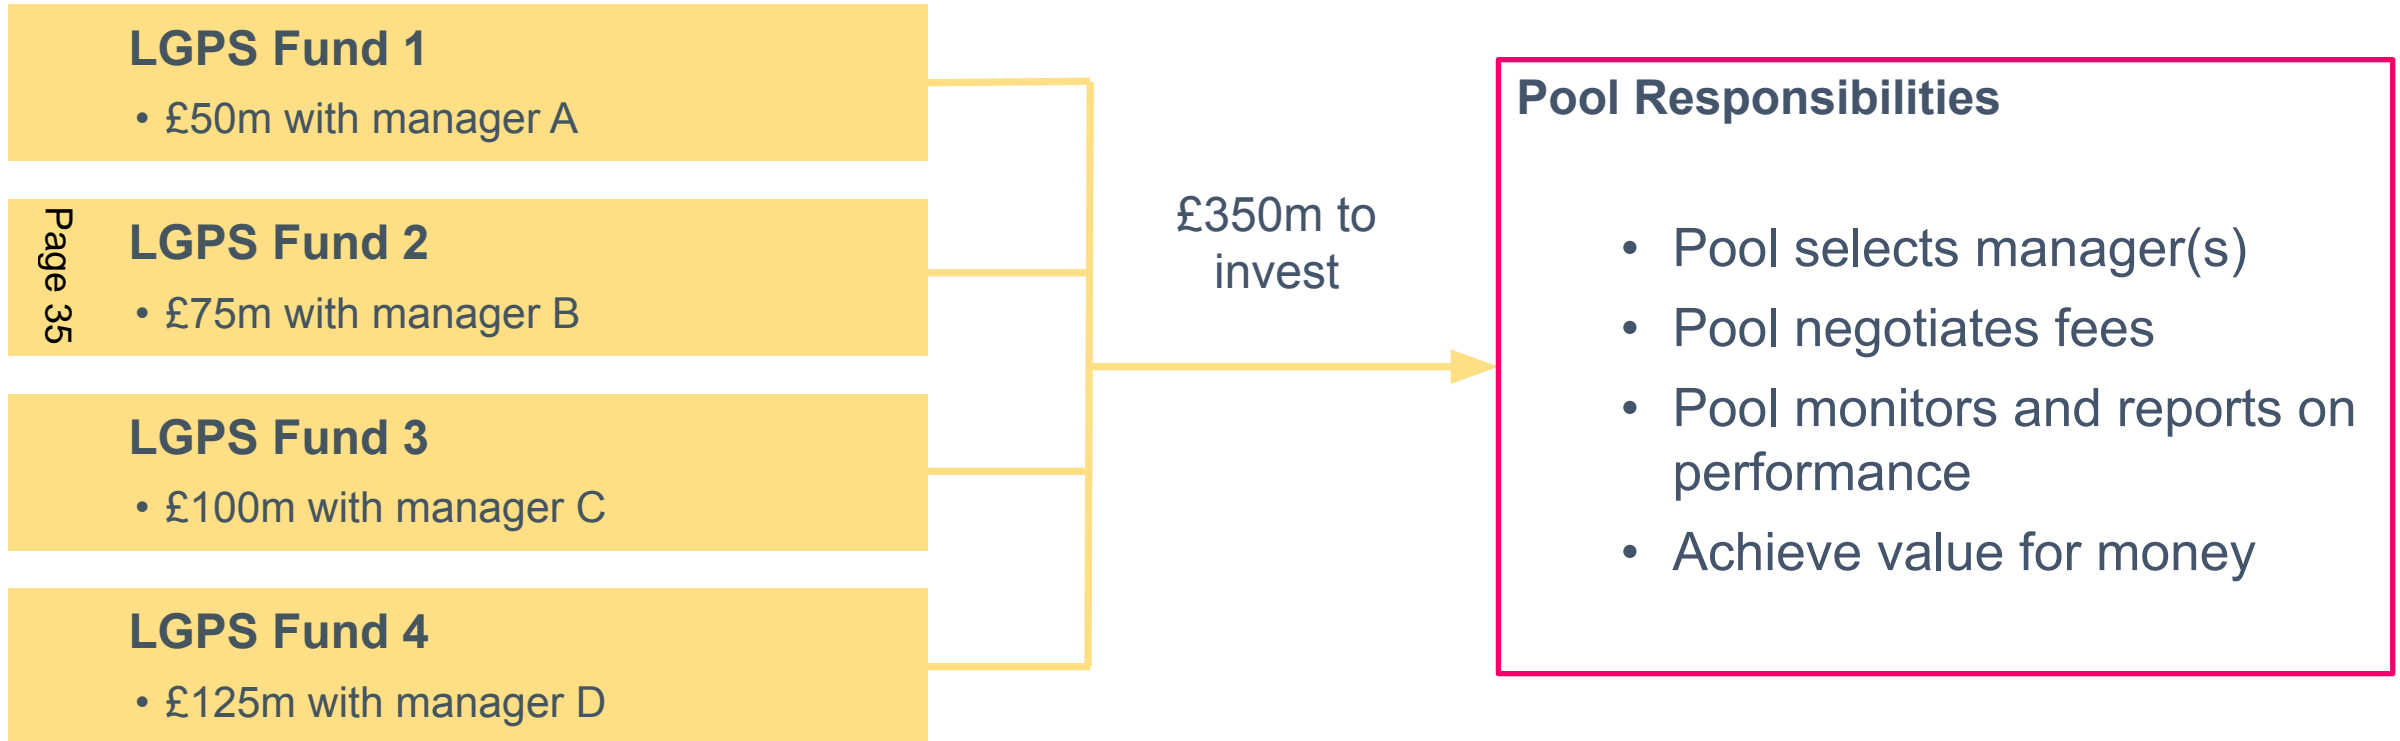 LGPS Fund 1
• £50m with manager A
Page 35
LGPS Fund 2
• £75m with manager B
LGPS Fund 3
• £100m with manager C
LGPS Fund 4
• £125m with manager D
£350m to
invest
Pool Responsibilities
• Pool selects manager(s)
• Pool negotiates fees
• Pool monitors and reports on
performance
• Achieve value for money